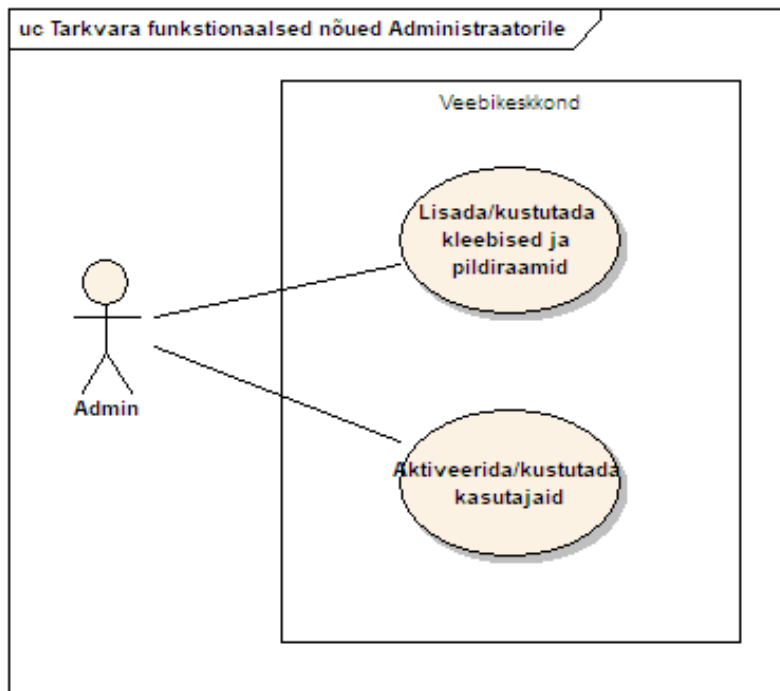 uc Tarkvara funkstionaalsed nõued Administraatorile
Veebikeskkond
Lisada/kustutada
kleebised ja
pildiraamid
Admin
Aktiveerida/kustutada
kasutajaid